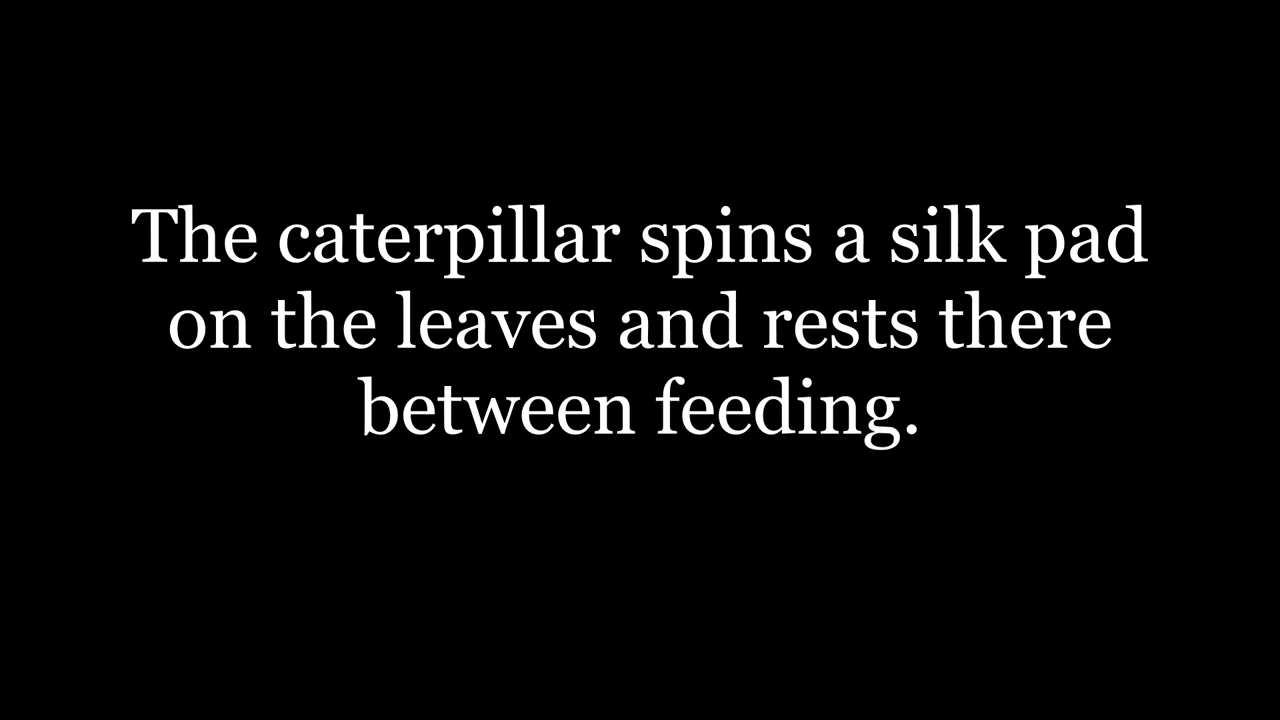 The caterpillar spins a silk pad
on the leaves and rests there
between feeding.